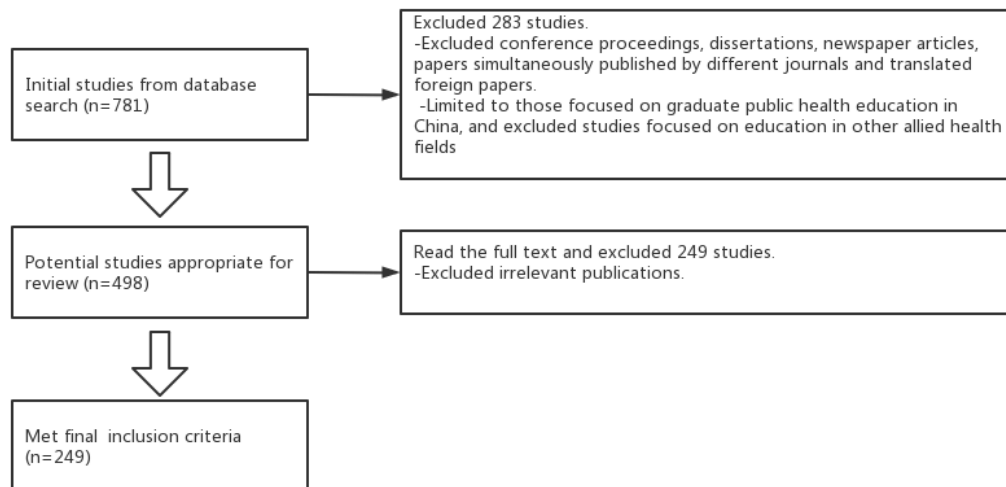 Initial studies from database
search (n=781)
Excluded 283 studies.
-Excluded conference proceedings, dissertations, newspaper articles,
papers simultaneously published by different journals and translated
foreign papers.
-Limited to those focused on graduate public health education in
China, and excluded studies focused on education in other allied health
fields
Potential studies appropriate for
review (n=498)
Read the full text and excluded 249 studies.
-Excluded irrelevant publications.
Met final inclusion criteria
(n=249)